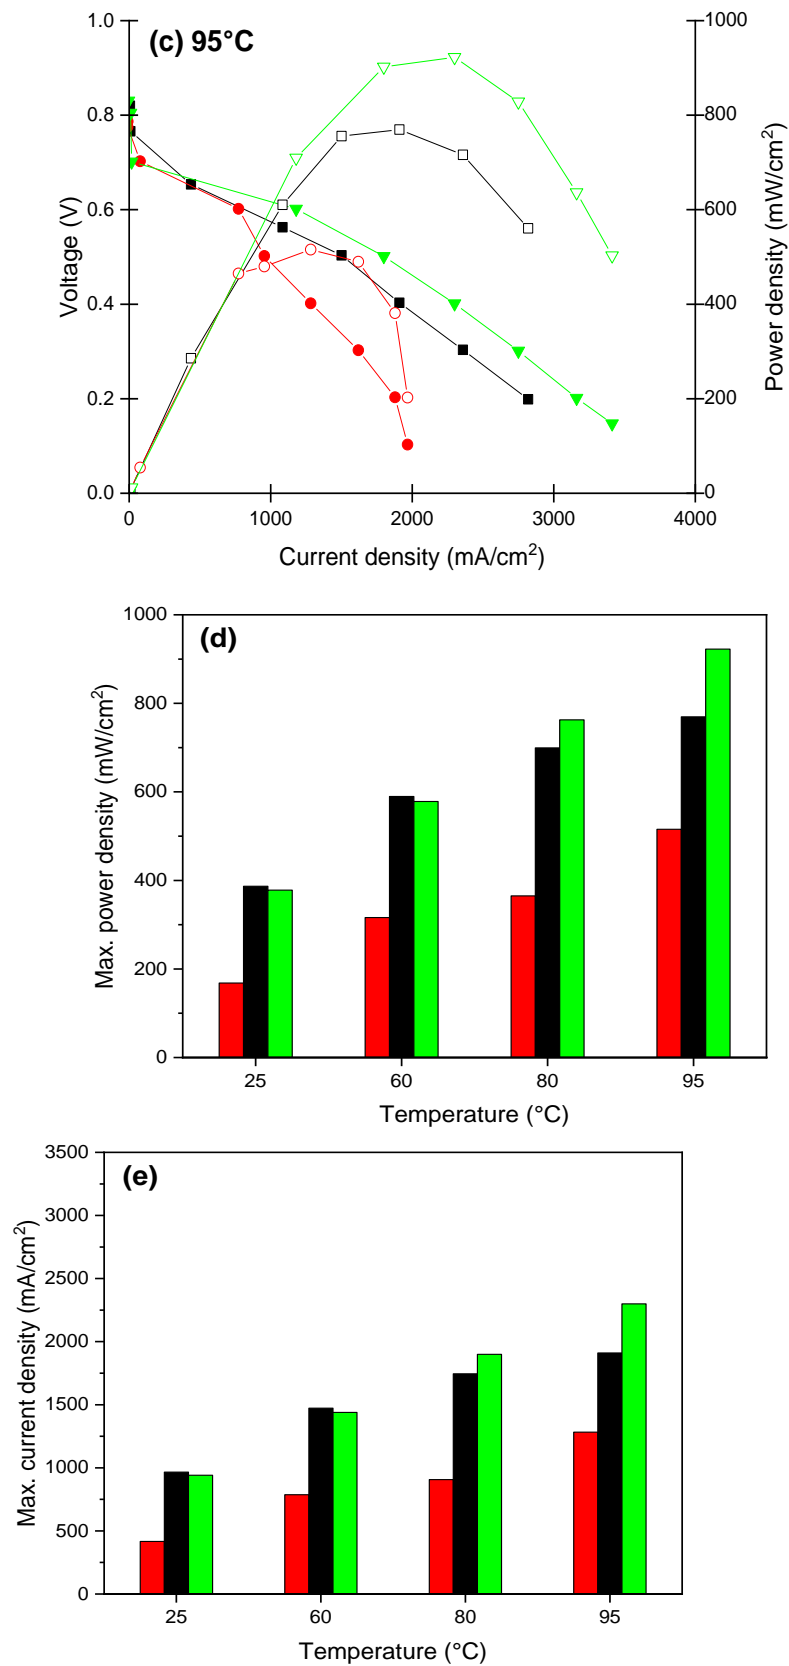 (c) 95°C
1.0
0.8
0.6
0.4
0.2
0.0
Voltage (V)
1000
800
600
400
200
0
Power density (mW/cm²)
0 1000 2000 3000 4000
Current density (mA/cm²)
(d)
1000
800
600
400
200
0
Max. power density (mW/cm²)
25 60 80 95
Temperature (°C)
(e)
3500
3000
2500
2000
1500
1000
500
0
Max. current density (mA/cm²)
25 60 80 95
Temperature (°C)